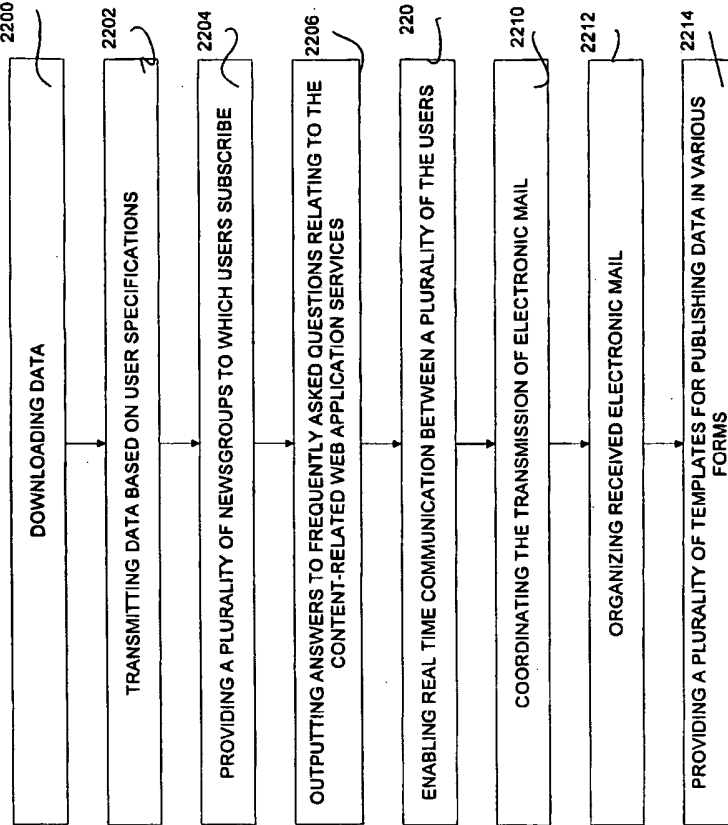 2200
DOWNLOADING DATA
2202
TRANSMITTING DATA BASED ON USER SPECIFICATIONS
2204
PROVIDING A PLURALITY OF NEWSGROUPS TO WHICH USERS SUBSCRIBE
2206
OUTPUTTING ANSWERS TO FREQUENTLY ASKED QUESTIONS RELATING TO THE
CONTENT-RELATED WEB APPLICATION SERVICES
220
ENABLING REAL TIME COMMUNICATION BETWEEN A PLURALITY OF THE USERS
2210
COORDINATING THE TRANSMISSION OF ELECTRONIC MAIL
2212
ORGANIZING RECEIVED ELECTRONIC MAIL
2214
PROVIDING A PLURALITY OF TEMPLATES FOR PUBLISHING DATA IN VARIOUS
FORMS